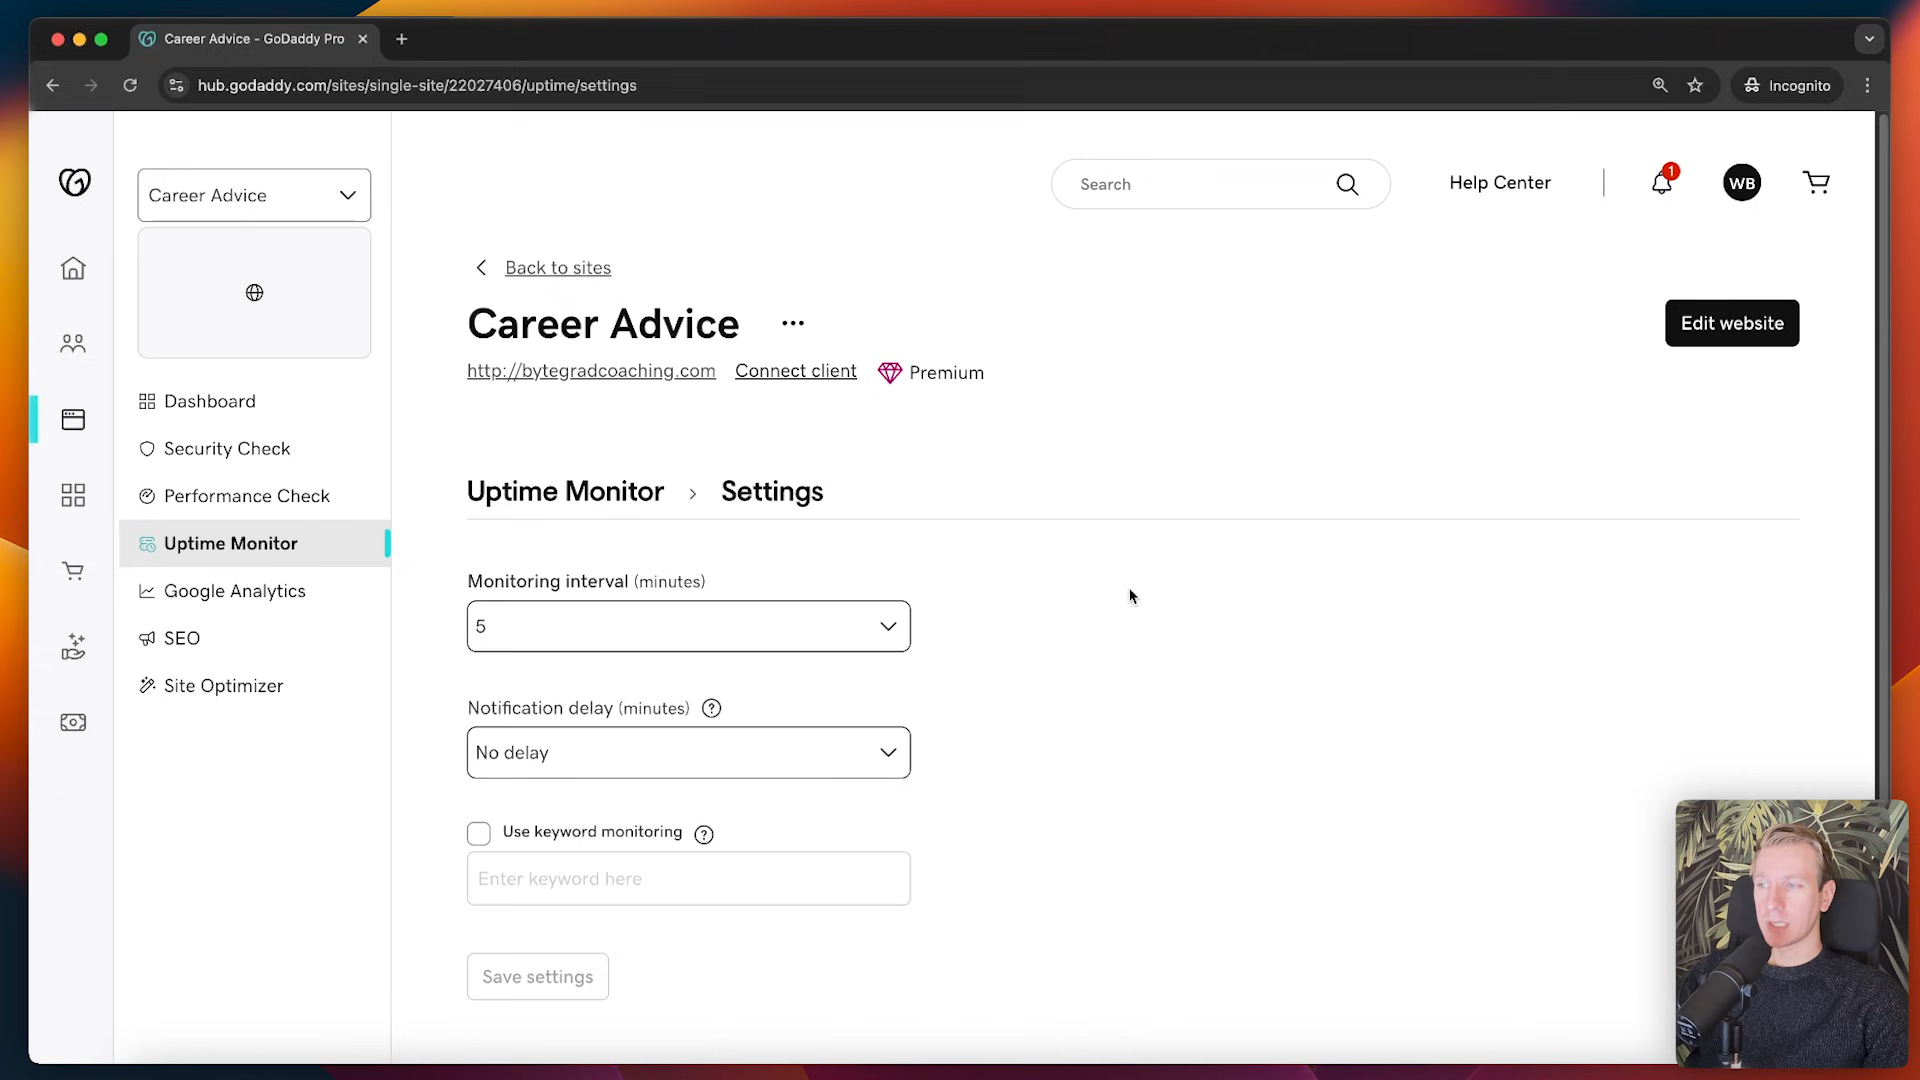 Career Advice - GoDaddy Pro
hub.godaddy.com/sites/single-site/22027406/uptime/settings
Incognito
Career Advice
Search
Help Center
1
WB
Back to sites
Career Advice
Edit website
http://bytegradcoaching.com
Connect client
Premium
Dashboard
Security Check
Performance Check
Uptime Monitor
Google Analytics
SEO
Site Optimizer
Uptime Monitor > Settings
Monitoring interval (minutes)
5
Notification delay (minutes) ?
No delay
Use keyword monitoring ?
Enter keyword here
Save settings